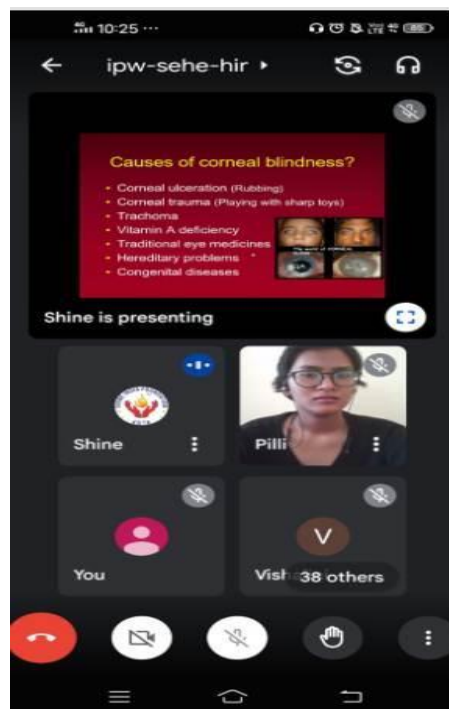 10:25 ...
ipw-sehe-hir
Causes of corneal blindness?
• Corneal ulceration (Rubbing)
• Corneal trauma (Playing with sharp toys)
• Trachoma
• Vitamin A deficiency
• Traditional eye medicines
• Hereditary problems
• Congenital diseases
Shine is presenting
Shine
Pilli
You
V
Vish
38 others